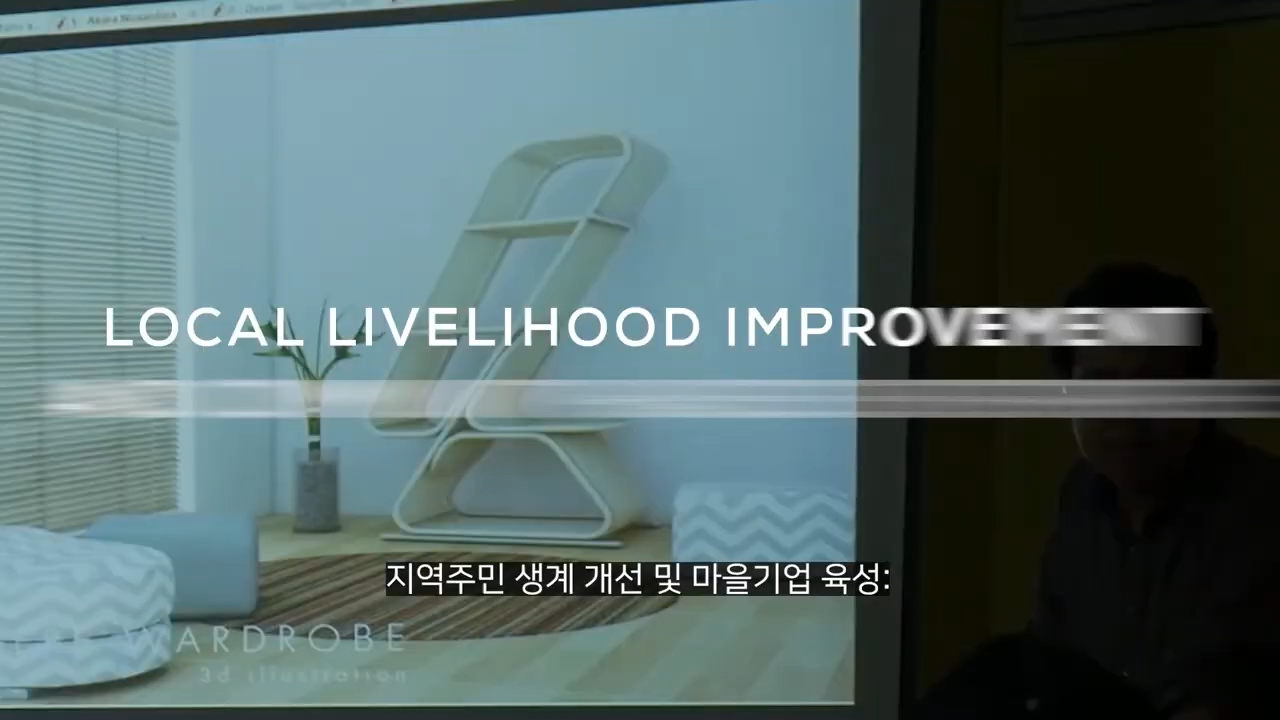 LOCAL LIVELIHOOD IMPROVEMENT
지역주민 생계 개선 및 마을기업 육성:
WARDROBE
3d illustration